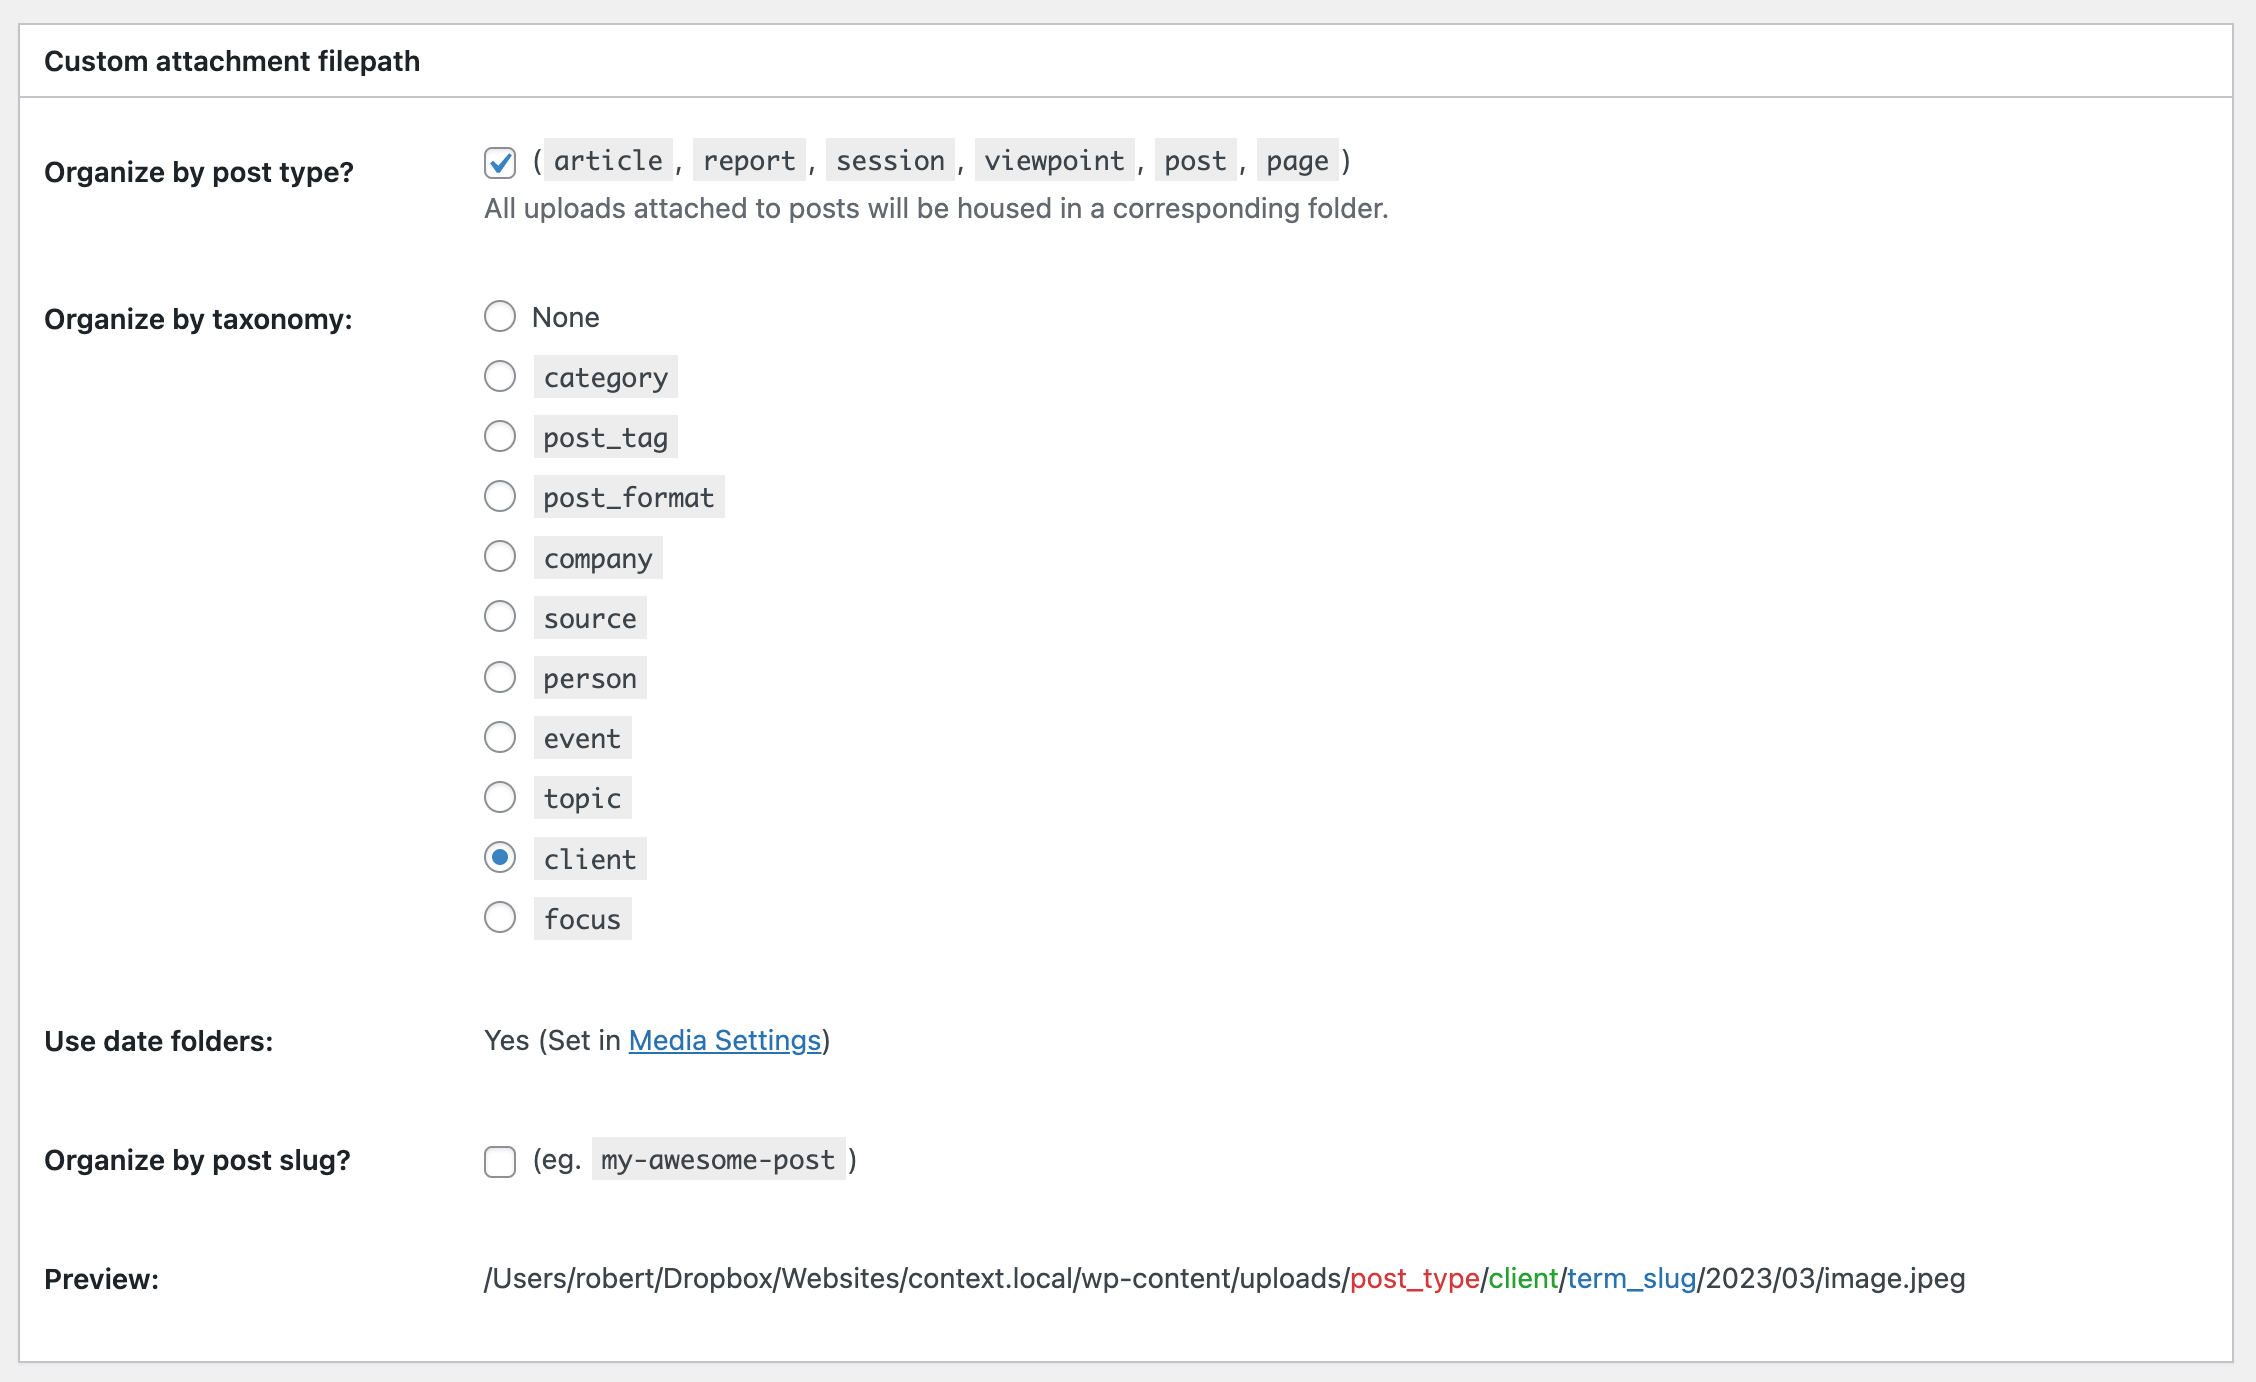 Custom attachment filepath
Organize by post type? ( article , report , session , viewpoint , post , page )
All uploads attached to posts will be housed in a corresponding folder.
Organize by taxonomy: None
category
post_tag
post_format
company
source
person
event
topic
client
focus
Use date folders: Yes (Set in Media Settings)
Organize by post slug? (eg. my-awesome-post )
Preview: /Users/robert/Dropbox/Websites/context.local/wp-content/uploads/post_type/client/term_slug/2023/03/image.jpeg